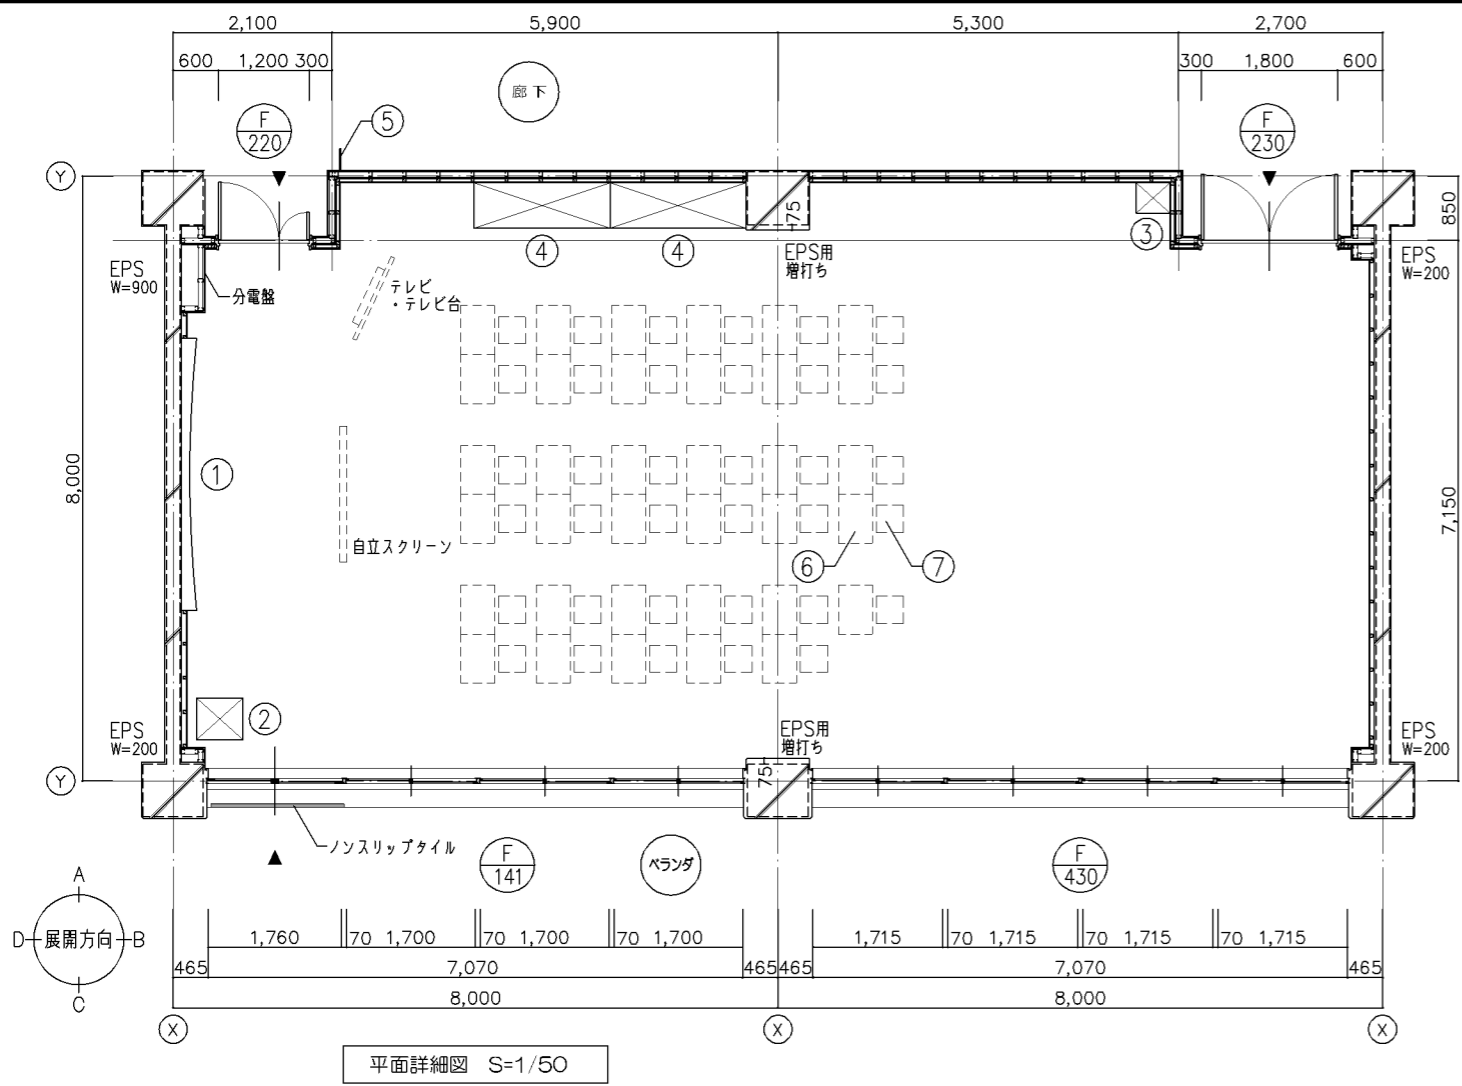 2,100 5,900 5,300 2,700
600 1,200 300 300 1,800 600
廊下
F
220
5
F
230
Y
75
3
850
4 4
EPS用
増打ち
EPS
W=900
分電盤
テレビ
・テレビ台
EPS
W=200
8,000
1
7,150
自立スクリーン
6 7
2
EPS
W=200
EPS用
増打ち
75
EPS
W=200
Y
ノンスリップタイル
F
141
ベランダ
F
430
A
D 展開方向 B
C
1,760 70 1,700 70 1,700 70 1,700 1,715 70 1,715 70 1,715 70 1,715
465 7,070 465 465 7,070 465
8,000 8,000
X X X
平面詳細図 S=1/50